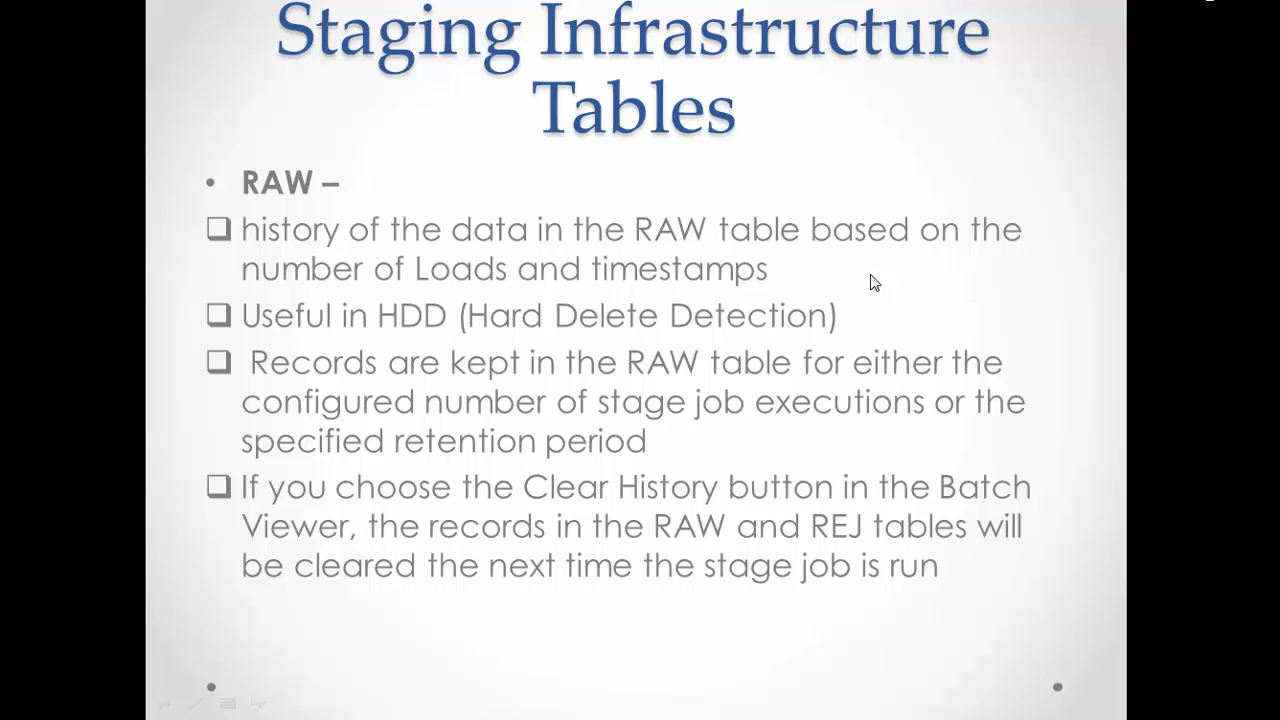 Staging Infrastructure
Tables
• RAW –
❑ history of the data in the RAW table based on the
number of Loads and timestamps
❑ Useful in HDD (Hard Delete Detection)
❑ Records are kept in the RAW table for either the
configured number of stage job executions or the
specified retention period
❑ If you choose the Clear History button in the Batch
Viewer, the records in the RAW and REJ tables will
be cleared the next time the stage job is run